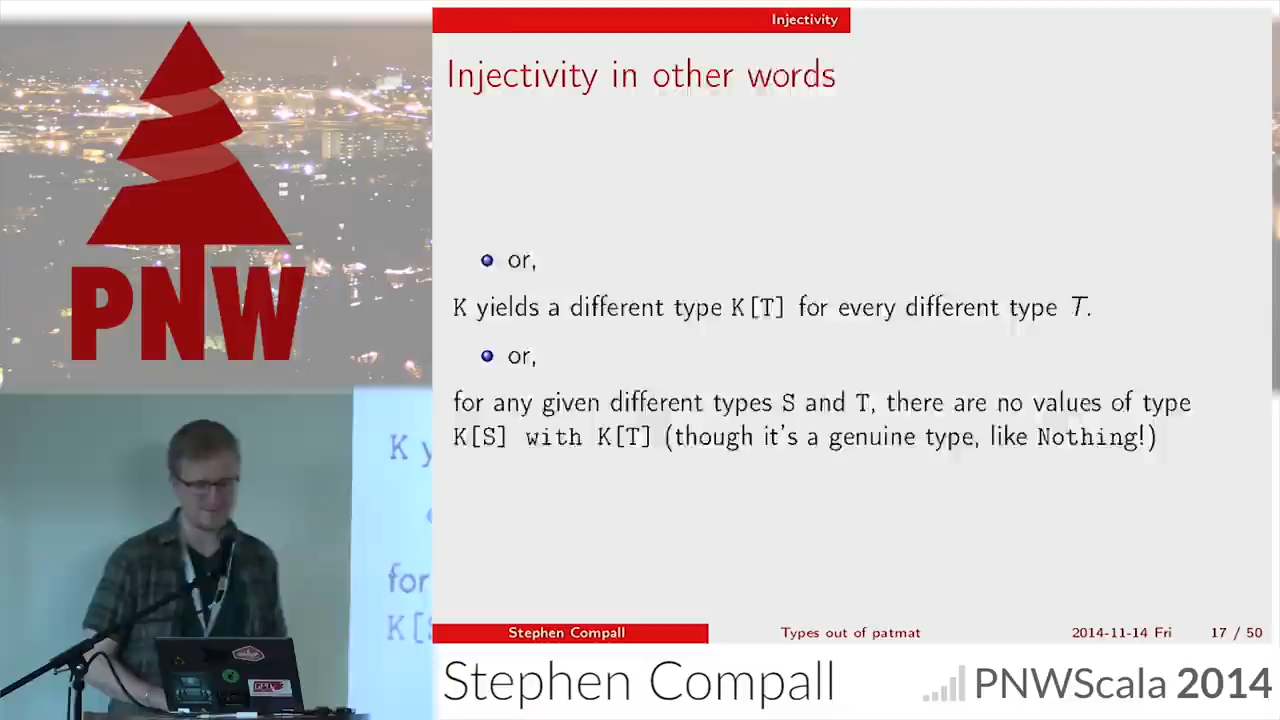 Injectivity
Injectivity in other words
or,
K yields a different type K[T] for every different type T.
or,
for any given different types S and T, there are no values of type
K[S] with K[T] (though it's a genuine type, like Nothing!)
PNW
K y
for
K[S
Stephen Compall
Types out of patmat
2014-11-14 Fri
17 / 50
Stephen Compall
PNWScala 2014